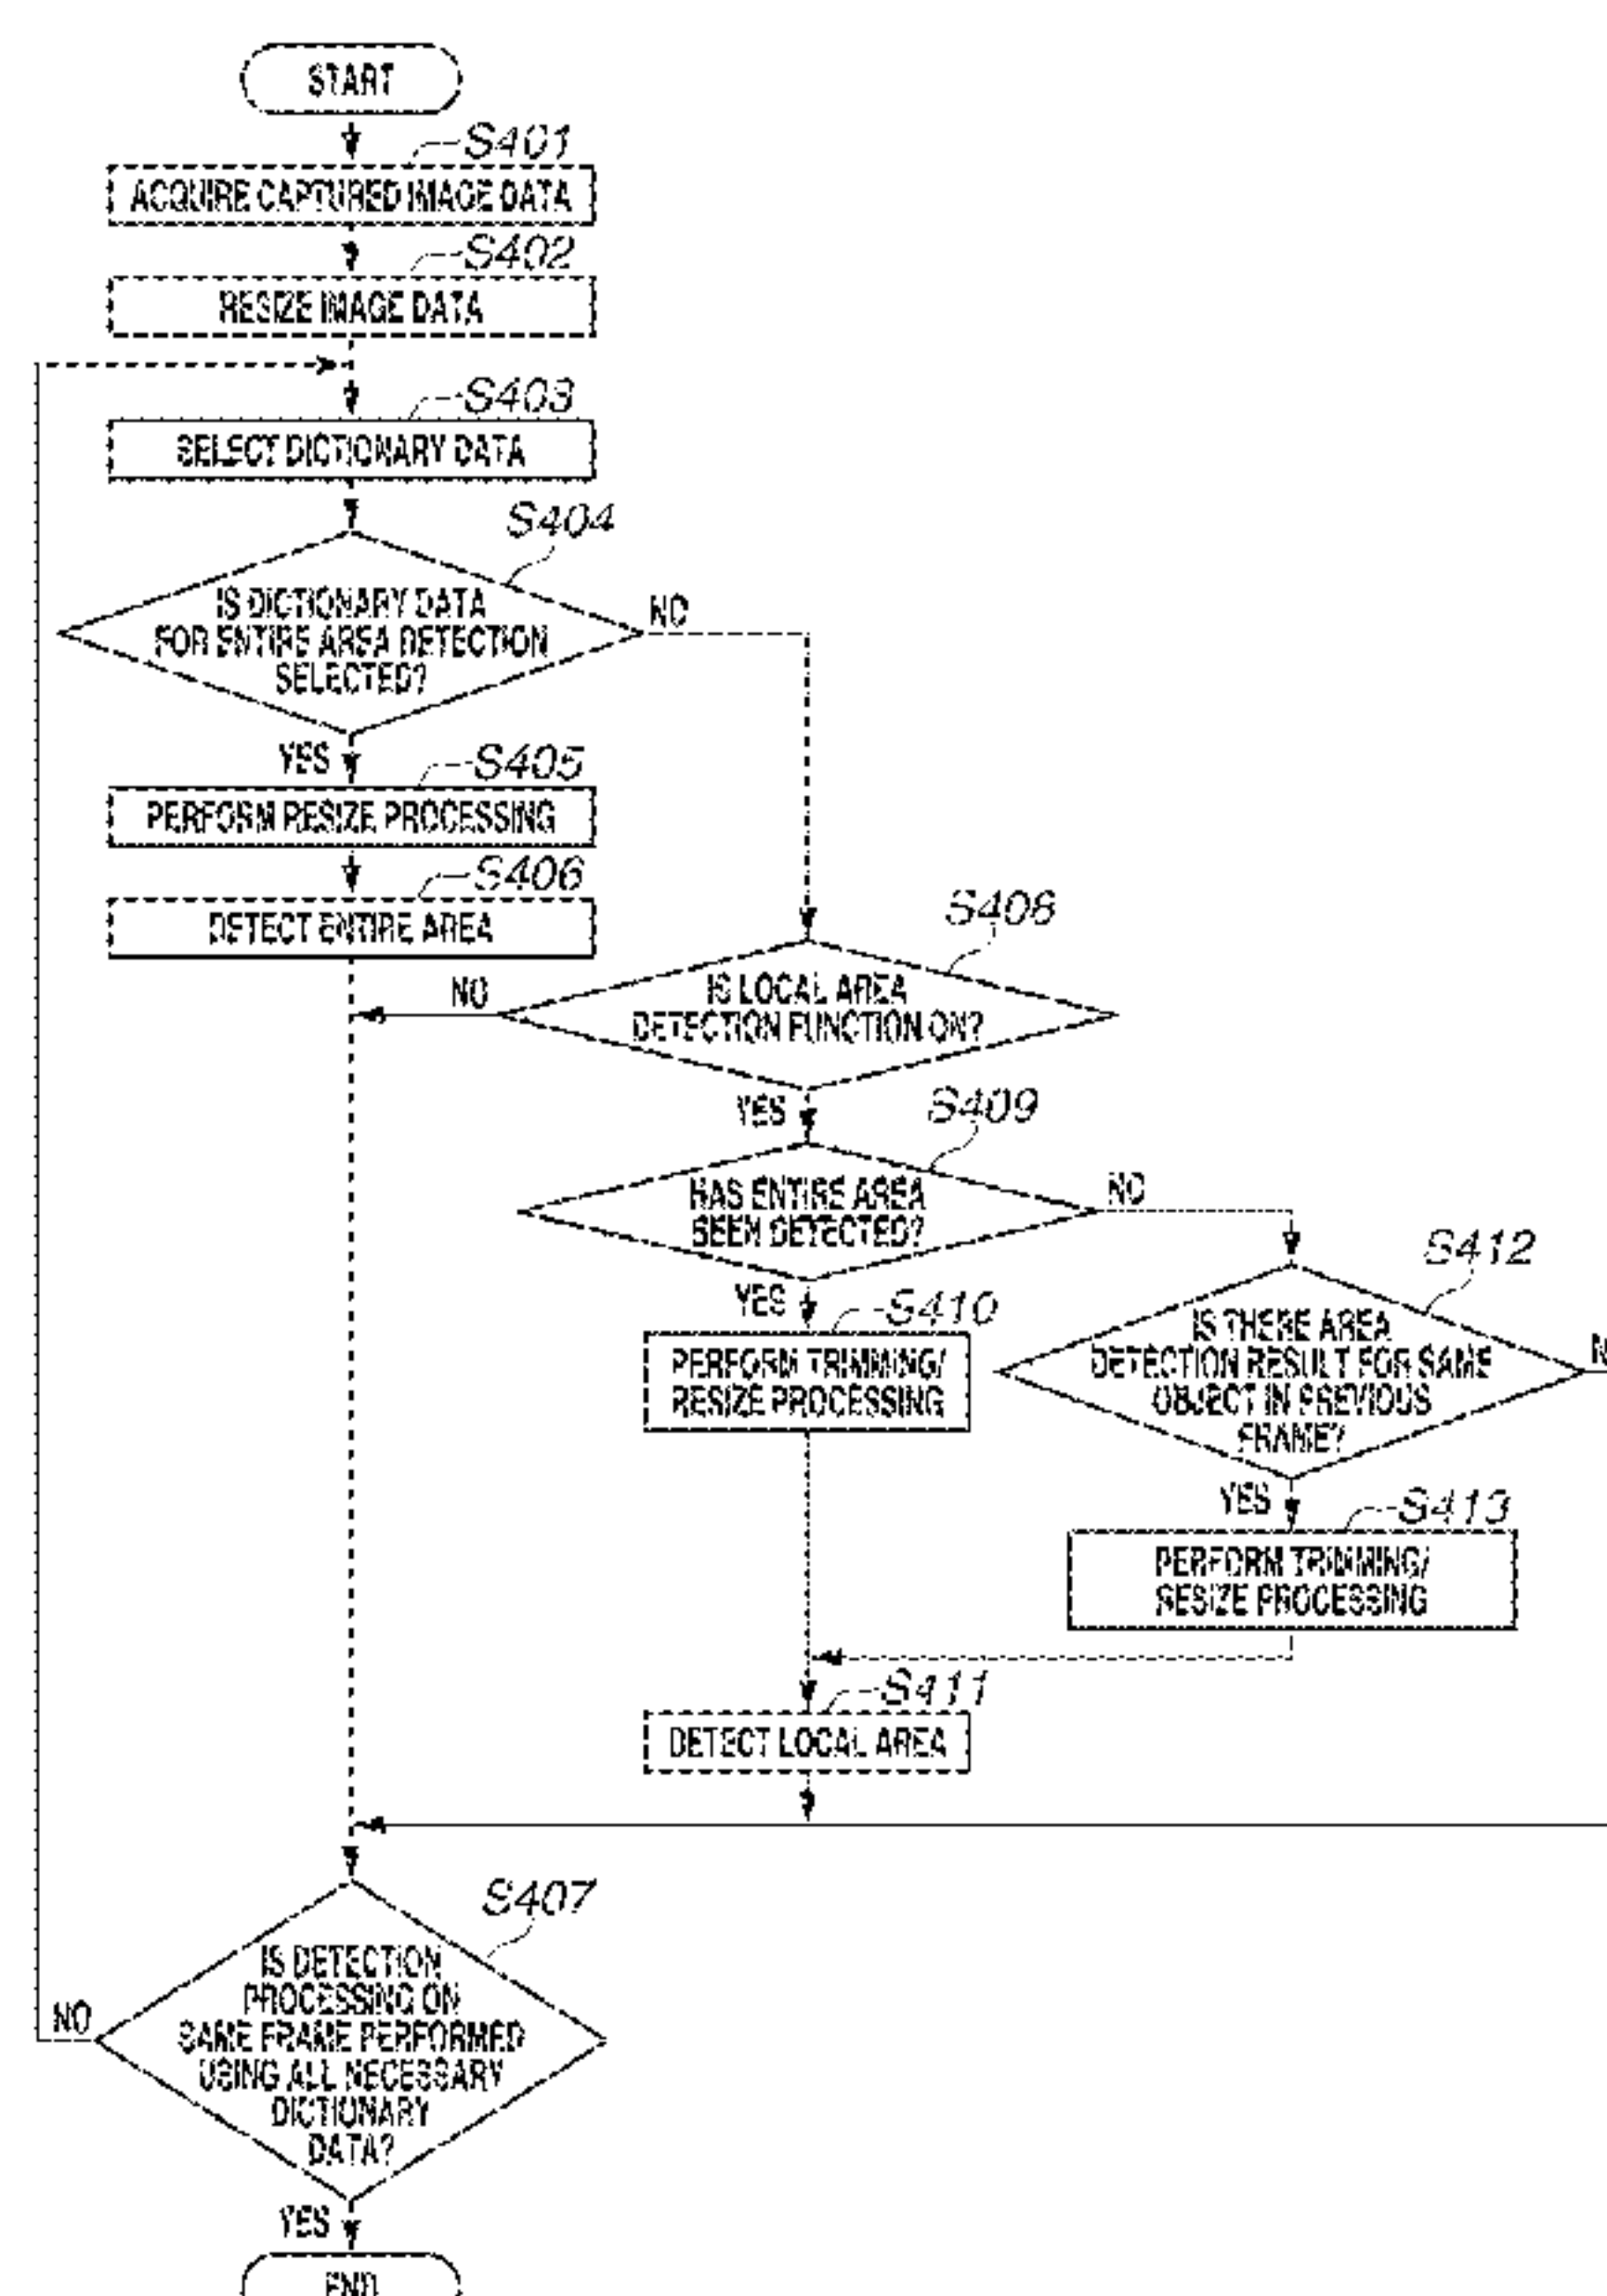 START
S401
ACQUIRE CAPTURED IMAGE DATA
S402
RESIZE IMAGE DATA
S403
SELECT DICTIONARY DATA
S404
IS DICTIONARY DATA
FOR ENTIRE AREA DETECTION
SELECTED?
NO
YES
S405
PERFORM RESIZE PROCESSING
S406
DETECT ENTIRE AREA
S408
IS LOCAL AREA
DETECTION FUNCTION ON?
NO
YES
S409
HAS ENTIRE AREA
BEEN DETECTED?
NO
YES
S410
PERFORM TRIMMING/
RESIZE PROCESSING
S412
IS THERE AREA
DETECTION RESULT FOR SAME
OBJECT IN PREVIOUS
FRAME?
YES
S413
PERFORM TRIMMING/
RESIZE PROCESSING
S411
DETECT LOCAL AREA
S407
IS DETECTION
PROCESSING ON
SAME FRAME PERFORMED
USING ALL NECESSARY
DICTIONARY
DATA?
NO
YES
END